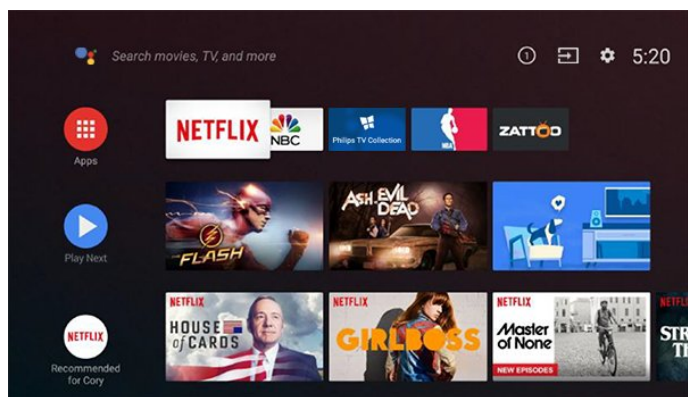 Search movies, TV, and more
1
5:20
Apps
NETFLIX
NBC
Philips TV Collection
NBA
ZATTOO
Play Next
THE
FLASH
ASH vs EVIL
DEAD
NETFLIX
Recommended
for Cory
NETFLIX
HOUSE
of CARDS
NETFLIX
GIRLBOSS
NETFLIX
Master
of None
NEW EPISODES
NETFLIX
STR
TH